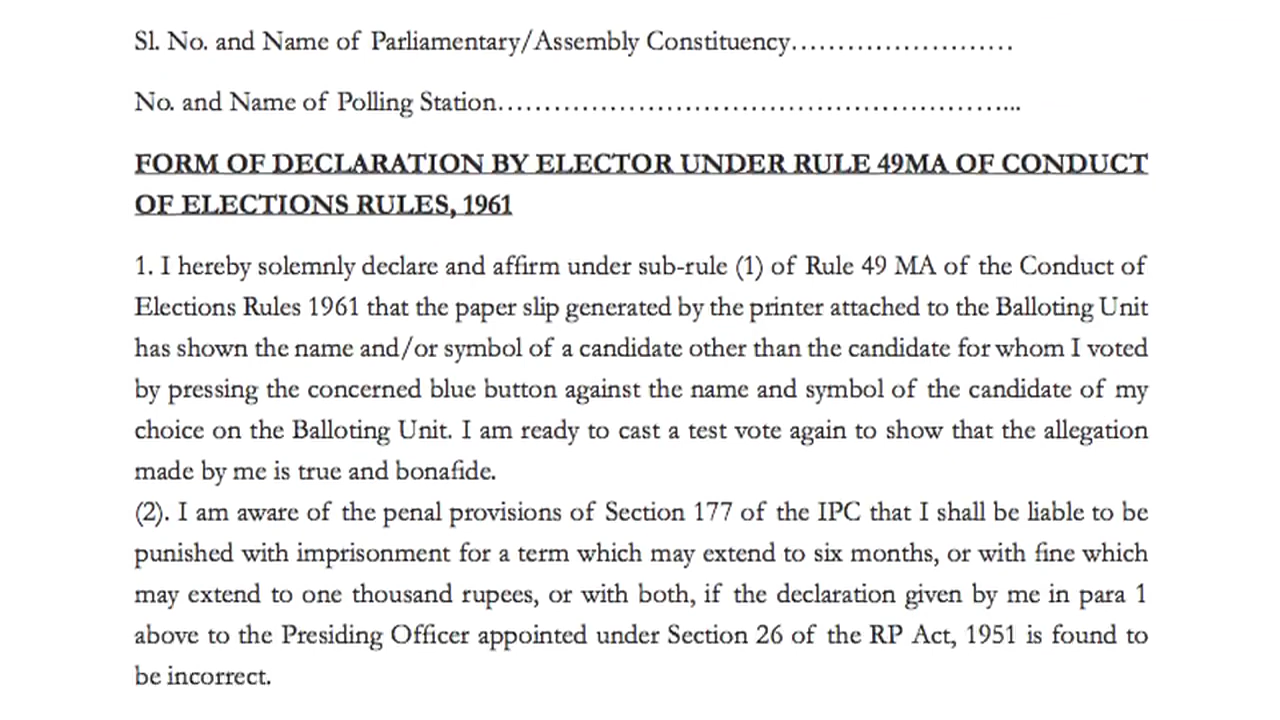 Sl. No. and Name of Parliamentary/Assembly Constituency……………………
No. and Name of Polling Station…………………………………………………...
FORM OF DECLARATION BY ELECTOR UNDER RULE 49MA OF CONDUCT
OF ELECTIONS RULES, 1961
1. I hereby solemnly declare and affirm under sub-rule (1) of Rule 49 MA of the Conduct of
Elections Rules 1961 that the paper slip generated by the printer attached to the Balloting Unit
has shown the name and/or symbol of a candidate other than the candidate for whom I voted
by pressing the concerned blue button against the name and symbol of the candidate of my
choice on the Balloting Unit. I am ready to cast a test vote again to show that the allegation
made by me is true and bonafide.
(2). I am aware of the penal provisions of Section 177 of the IPC that I shall be liable to be
punished with imprisonment for a term which may extend to six months, or with fine which
may extend to one thousand rupees, or with both, if the declaration given by me in para 1
above to the Presiding Officer appointed under Section 26 of the RP Act, 1951 is found to
be incorrect.